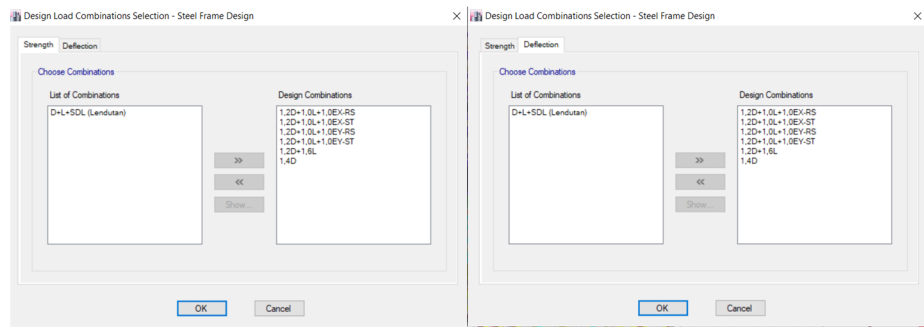 Design Load Combinations Selection - Steel Frame Design
Strength
Deflection
Choose Combinations
List of Combinations
D+L+SDL (Lendutan)
>>
<<
Show...
Design Combinations
1,2D+1,0L+1,0EX-RS
1,2D+1,0L+1,0EX-ST
1,2D+1,0L+1,0EY-RS
1,2D+1,0L+1,0EY-ST
1,2D+1,6L
1,4D
OK
Cancel
Design Load Combinations Selection - Steel Frame Design
Strength
Deflection
Choose Combinations
List of Combinations
D+L+SDL (Lendutan)
>>
<<
Show...
Design Combinations
1,2D+1,0L+1,0EX-RS
1,2D+1,0L+1,0EX-ST
1,2D+1,0L+1,0EY-RS
1,2D+1,0L+1,0EY-ST
1,2D+1,6L
1,4D
OK
Cancel